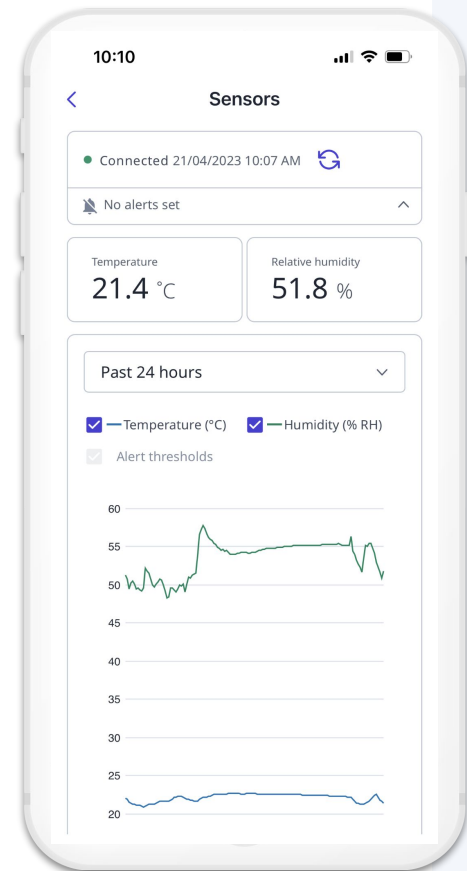 10:10
Sensors
Connected 21/04/2023 10:07 AM
No alerts set
Temperature
21.4 °C
Relative humidity
51.8 %
Past 24 hours
Temperature (°C)
Humidity (% RH)
Alert thresholds
60
55
50
45
40
35
30
25
20